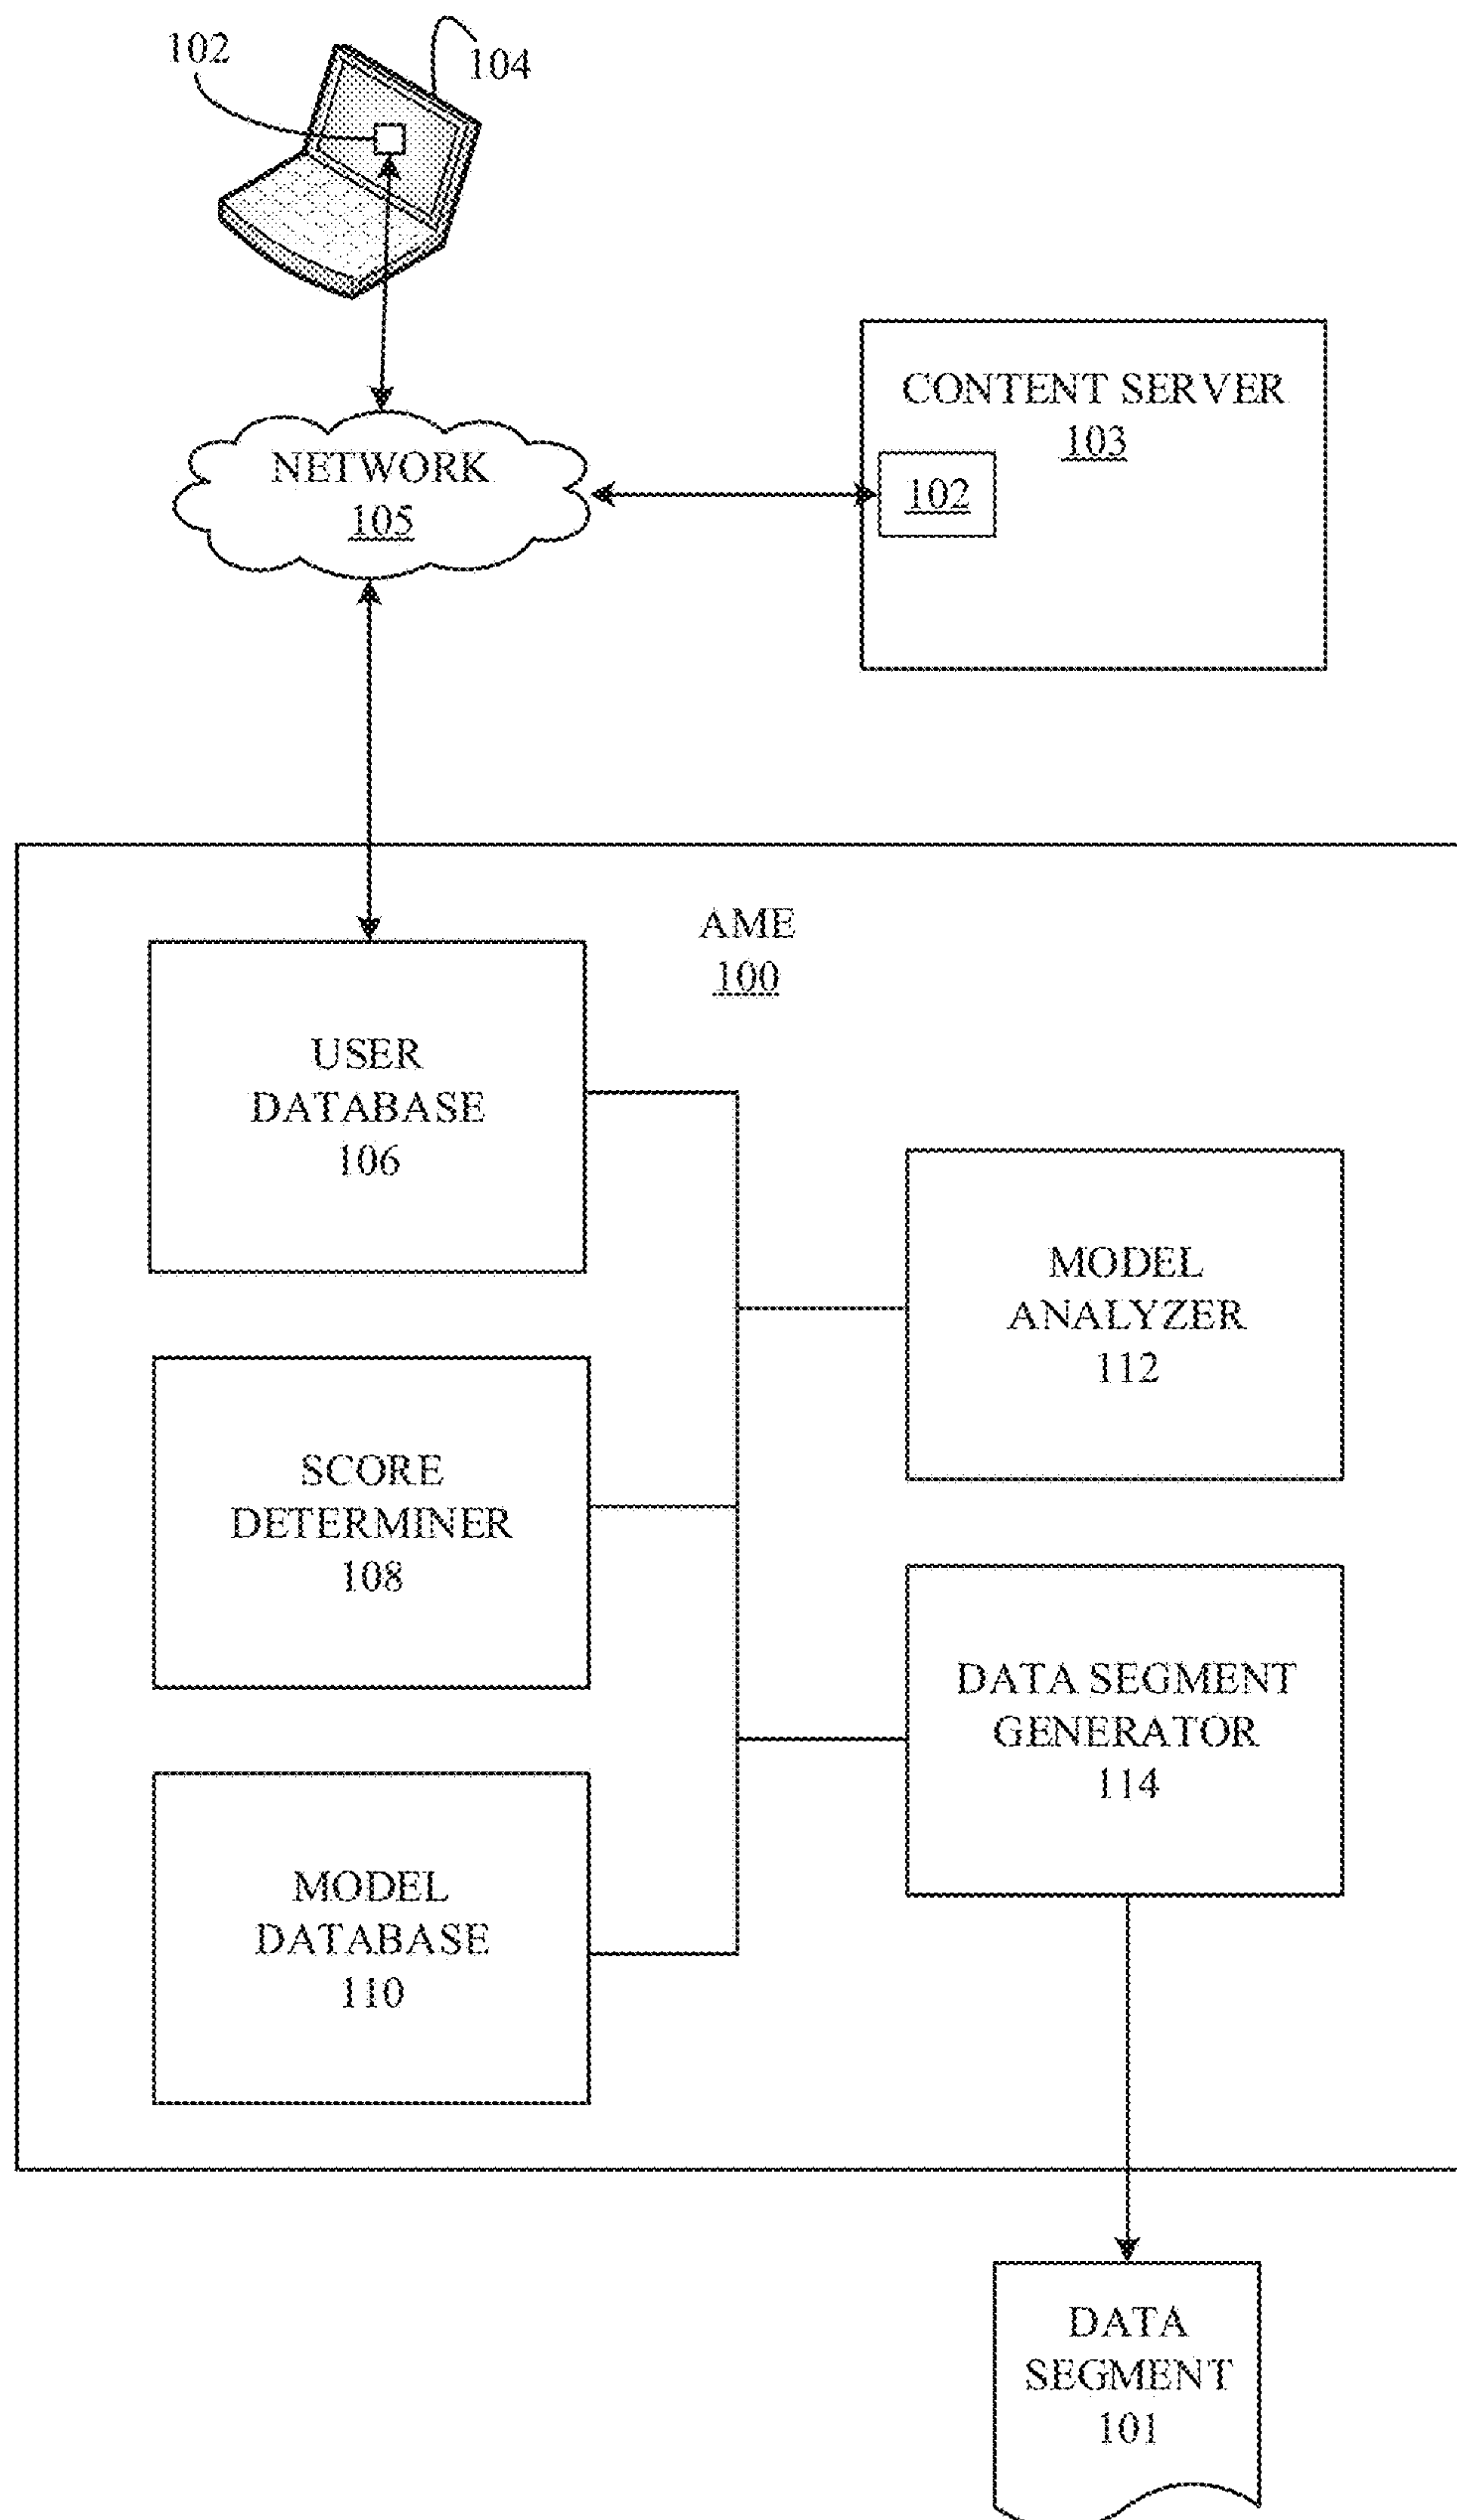 102
104
CONTENT SERVER
103
102
NETWORK
105
AME
100
USER
DATABASE
106
MODEL
ANALYZER
112
SCORE
DETERMINER
108
DATA SEGMENT
GENERATOR
114
MODEL
DATABASE
110
DATA
SEGMENT
101